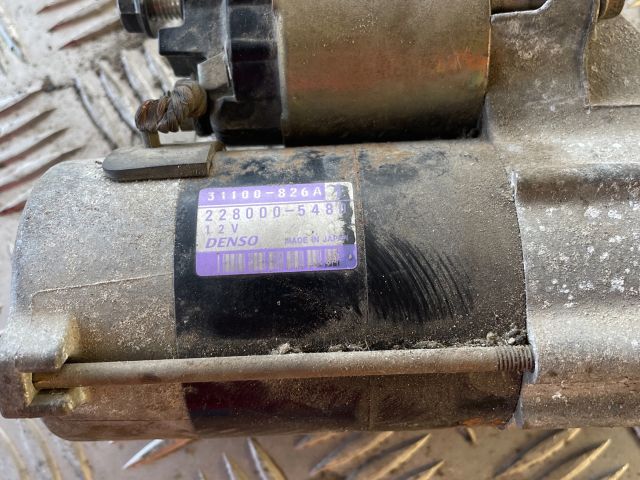 31100-826A
228000-548
12V
DENSO MADE IN JAPAN